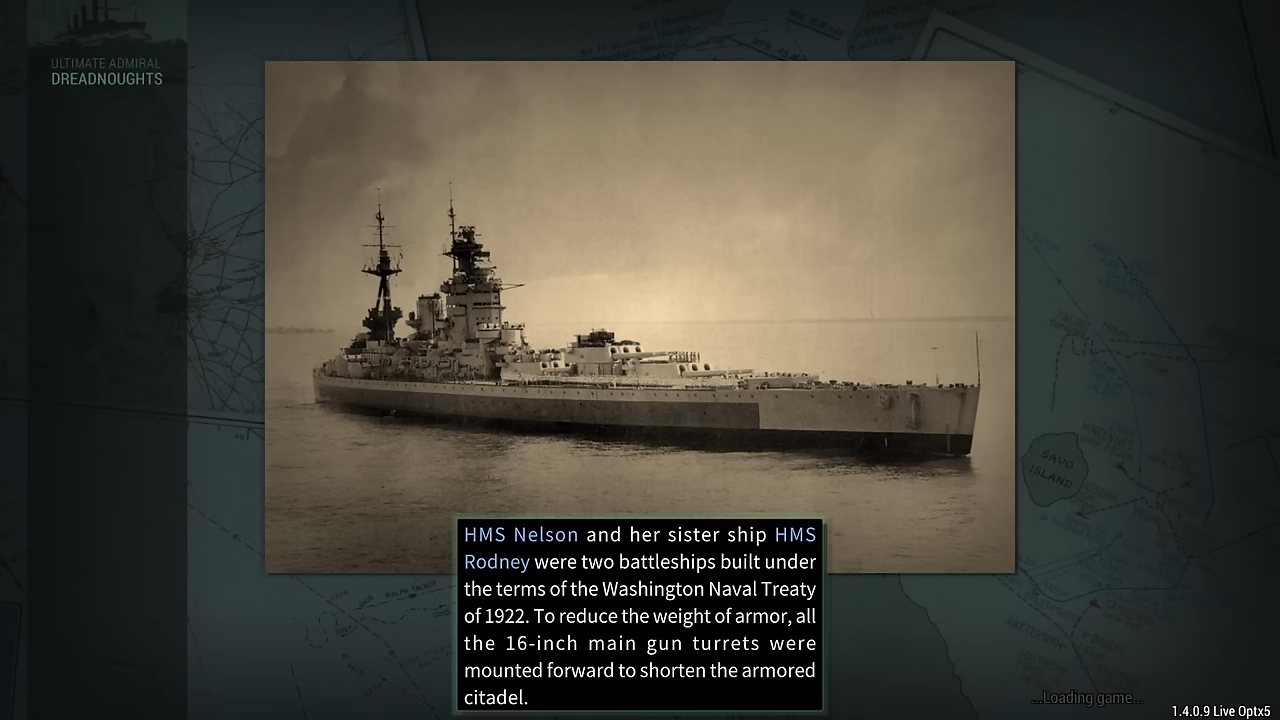 ULTIMATE ADMIRAL
DREADNOUGHTS
HMS Nelson and her sister ship HMS
Rodney were two battleships built under
the terms of the Washington Naval Treaty
of 1922. To reduce the weight of armor, all
the 16-inch main gun turrets were
mounted forward to shorten the armored
citadel.
SAVO
ISLAND
...Loading game...
1.4.0.9 Live Optx5